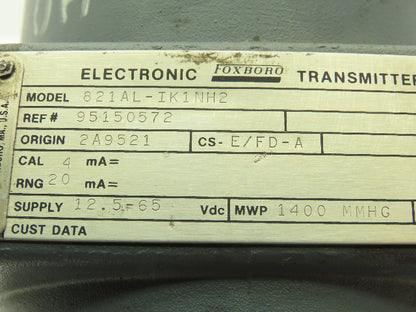 ELECTRONIC FOXBORO TRANSMITTER
MODEL 821AL-IK1NH2
REF# 95150572
ORIGIN 2A9521 CS- E/FD-A
CAL 4 mA=
RNG 20 mA=
SUPPLY 12.5-65 Vdc MWP 1400 MMHG
CUST DATA
MA., U.S.A.